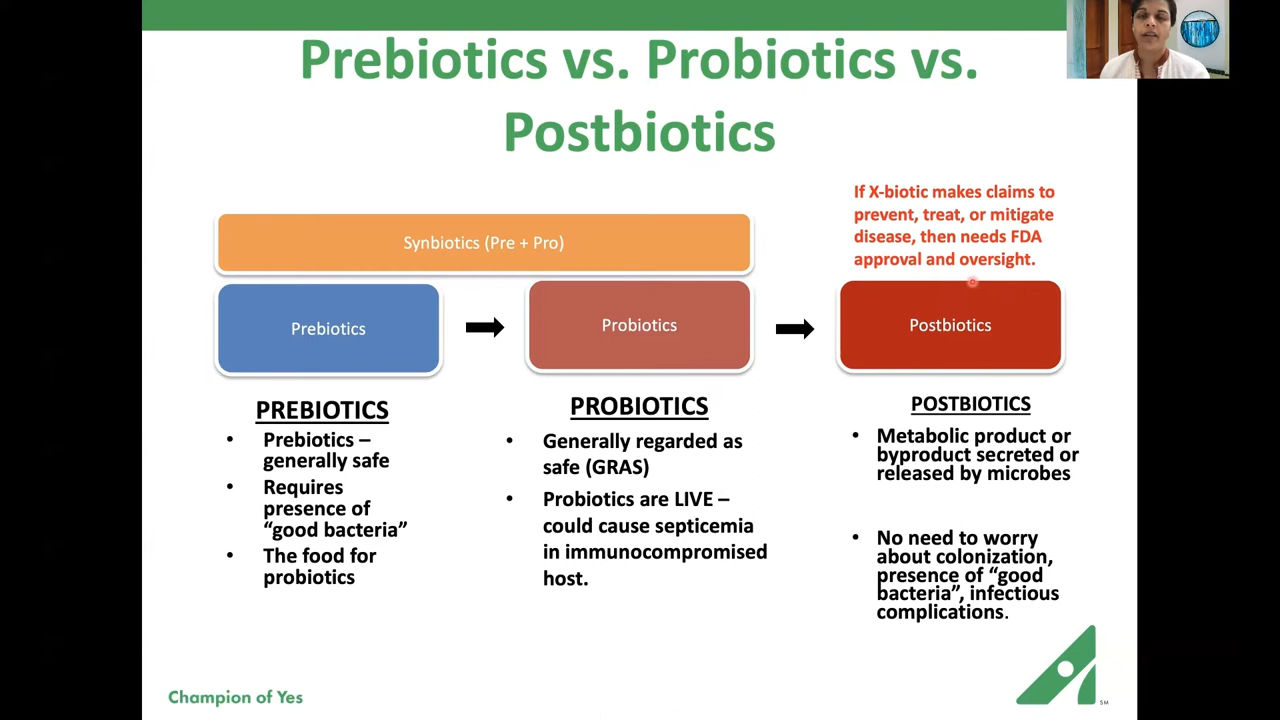 Prebiotics vs. Probiotics vs.
Postbiotics
If X-biotic makes claims to
prevent, treat, or mitigate
disease, then needs FDA
approval and oversight.
Synbiotics (Pre + Pro)
Prebiotics
Probiotics
Postbiotics
PREBIOTICS
• Prebiotics –
generally safe
• Requires
presence of
“good bacteria”
• The food for
probiotics
PROBIOTICS
• Generally regarded as
safe (GRAS)
• Probiotics are LIVE –
could cause septicemia
in immunocompromised
host.
POSTBIOTICS
• Metabolic product or
byproduct secreted or
released by microbes
• No need to worry
about colonization,
presence of “good
bacteria”, infectious
complications.
Champion of Yes
SM